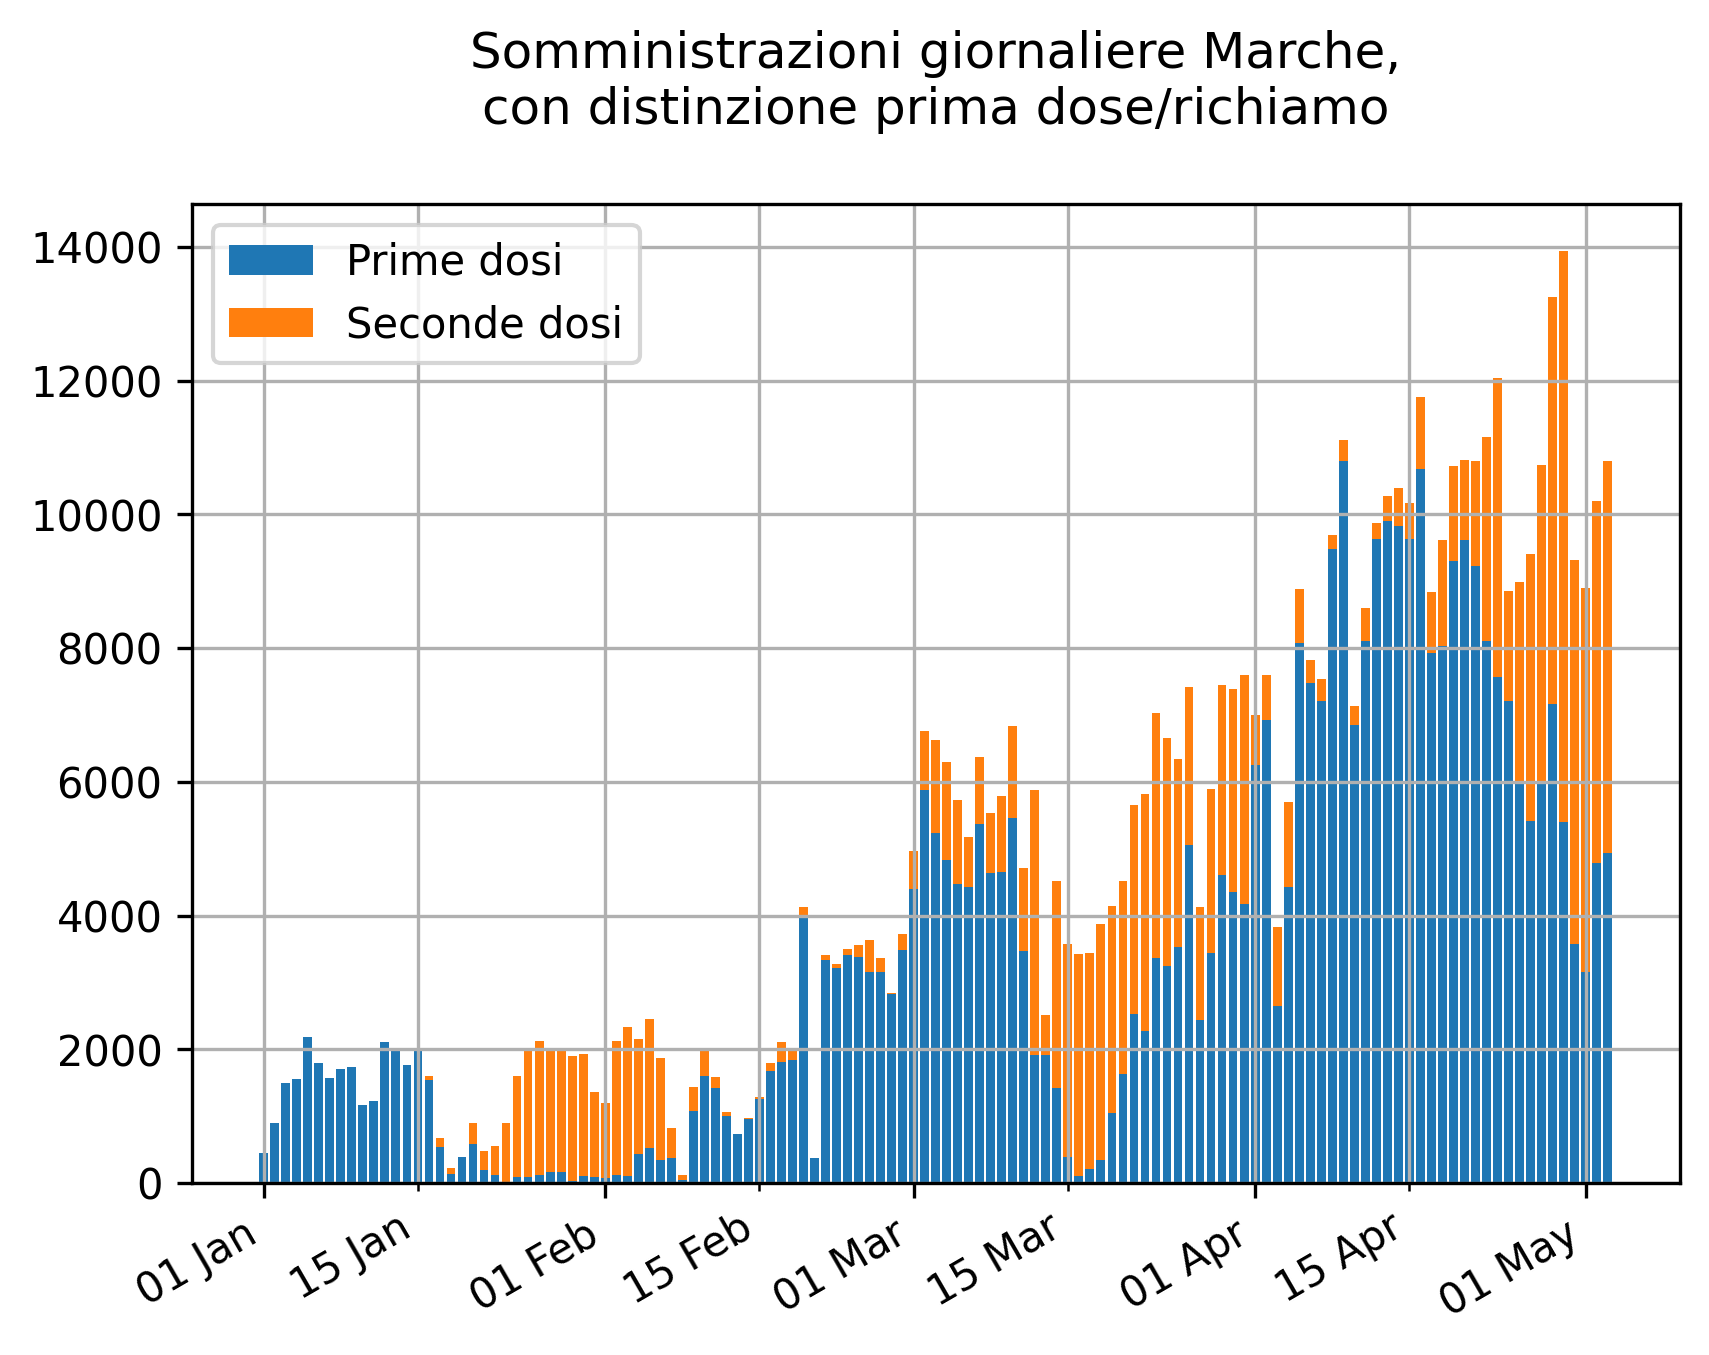 Somministrazioni giornaliere Marche,
con distinzione prima dose/richiamo
Prime dosi
Seconde dosi
14000
12000
10000
8000
6000
4000
2000
0
01 Jan
15 Jan
01 Feb
15 Feb
01 Mar
15 Mar
01 Apr
15 Apr
01 May